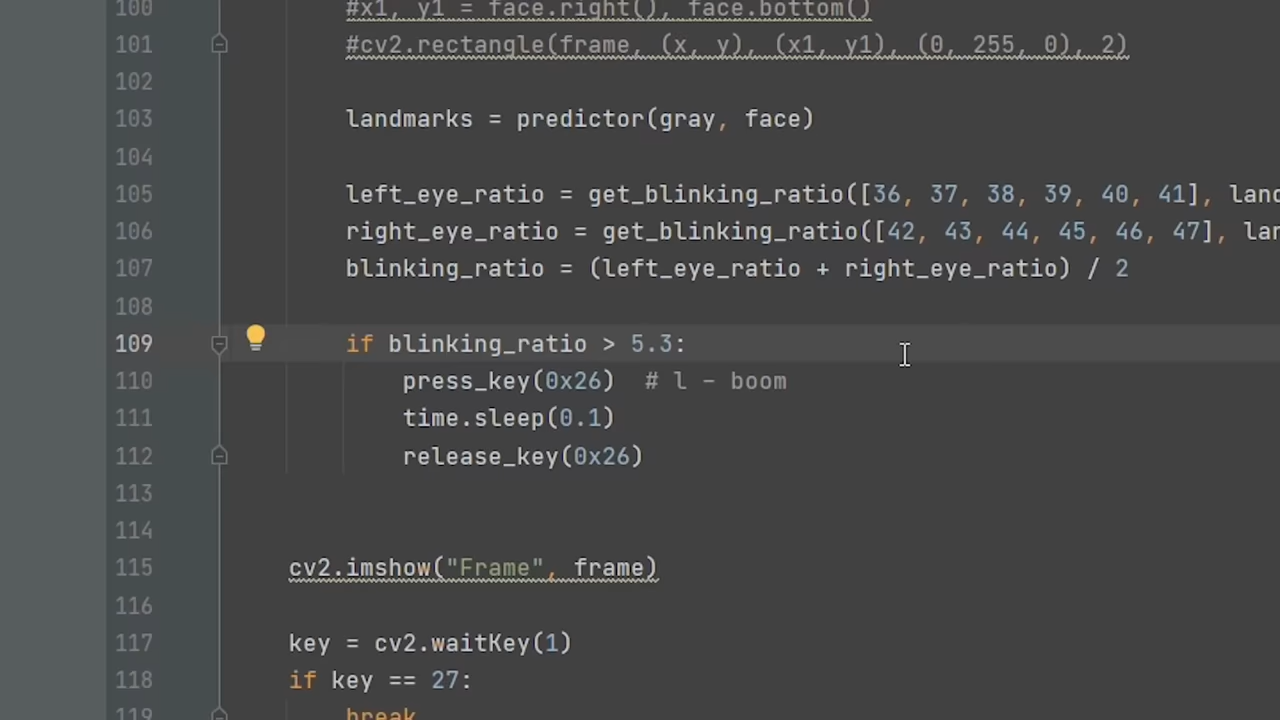 100 #x1, y1 = face.right(), face.bottom()
101 #cv2.rectangle(frame, (x, y), (x1, y1), (0, 255, 0), 2)
102
103 landmarks = predictor(gray, face)
104
105 left_eye_ratio = get_blinking_ratio([36, 37, 38, 39, 40, 41],
106 right_eye_ratio = get_blinking_ratio([42, 43, 44, 45, 46, 47],
107 blinking_ratio = (left_eye_ratio + right_eye_ratio) / 2
108
109 if blinking_ratio > 5.3:
110 press_key(0x26) # l - boom
111 time.sleep(0.1)
112 release_key(0x26)
113
114
115 cv2.imshow("Frame", frame)
116
117 key = cv2.waitKey(1)
118 if key == 27:
119 break